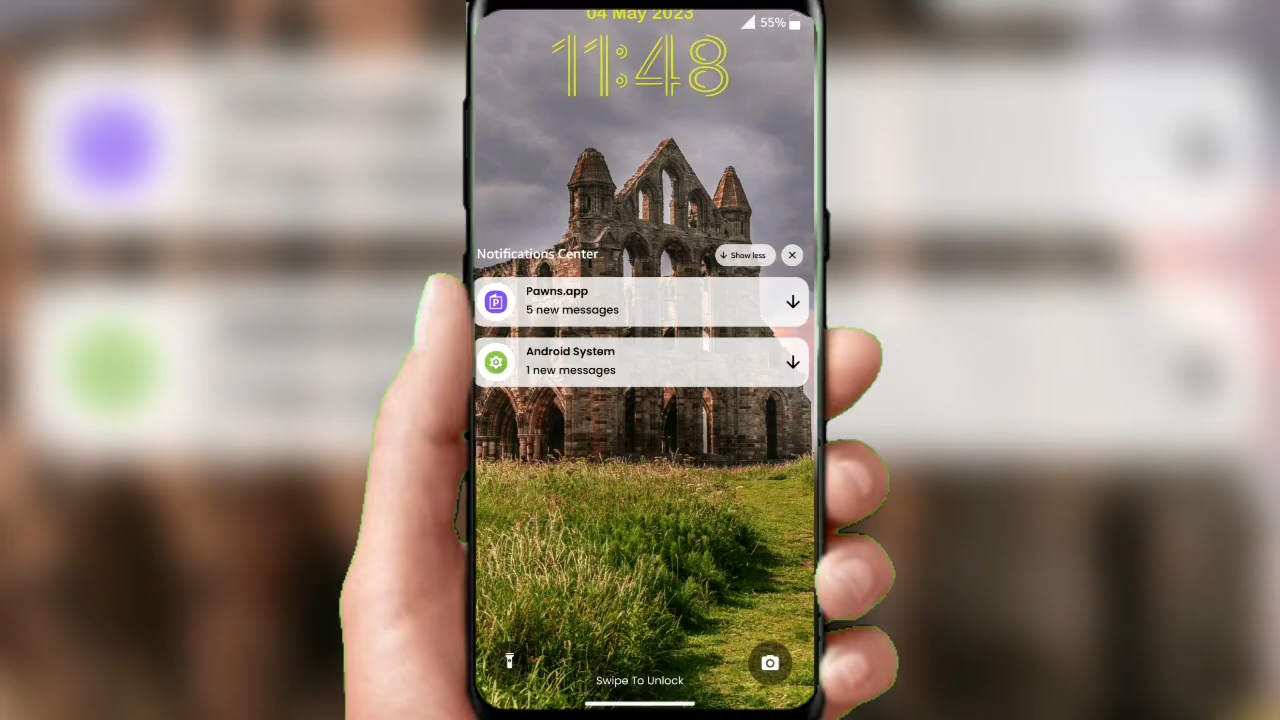 04 May 2023
55%
11:48
Notifications Center
Show less
Pawns.app
5 new messages
Android System
1 new messages
Swipe To Unlock